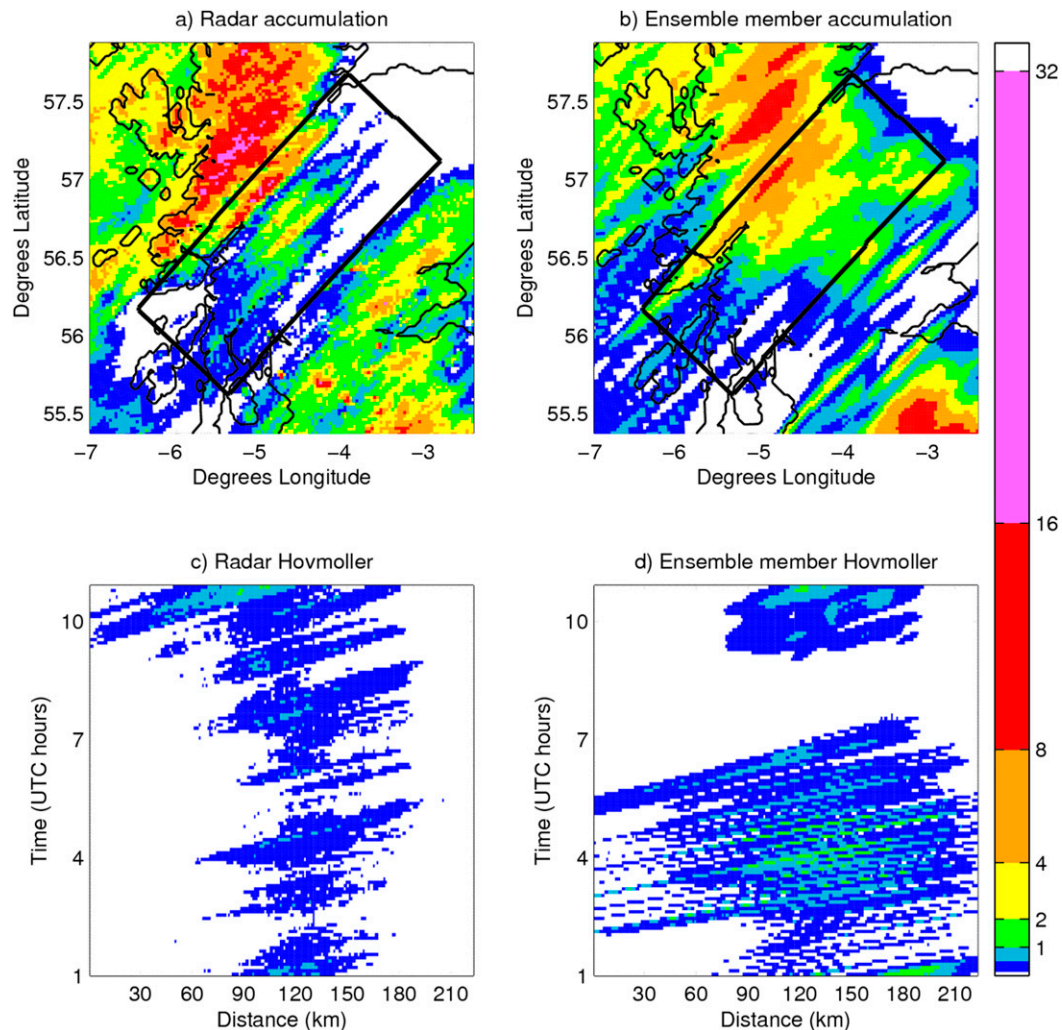 a) Radar accumulation
b) Ensemble member accumulation
57.5
57
56.5
56
55.5
Degrees Latitude
−7 −6 −5 −4 −3
Degrees Longitude
57.5
57
56.5
56
55.5
Degrees Latitude
−7 −6 −5 −4 −3
Degrees Longitude
32
16
8
4
2
1
c) Radar Hovmoller
d) Ensemble member Hovmoller
10
7
4
1
Time (UTC hours)
30 60 90 120 150 180 210
Distance (km)
10
7
4
1
Time (UTC hours)
30 60 90 120 150 180 210
Distance (km)